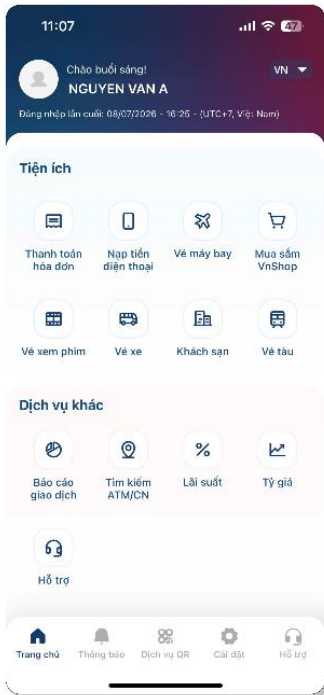 11:07
47
Chào buổi sáng!
VN
NGUYEN VAN A
Đăng nhập lần cuối: 08/07/2026 - 16:25 - (UTC+7, Việt Nam)
Tiện ích
Thanh toán
hóa đơn
Nạp tiền
điện thoại
Vé máy bay
Mua sắm
VnShop
Vé xem phim
Vé xe
Khách sạn
Vé tàu
Dịch vụ khác
Báo cáo
giao dịch
Tìm kiếm
ATM/CN
Lãi suất
Tỷ giá
Hỗ trợ
Trang chủ
Thông báo
Dịch vụ QR
Cài đặt
Hỗ trợ